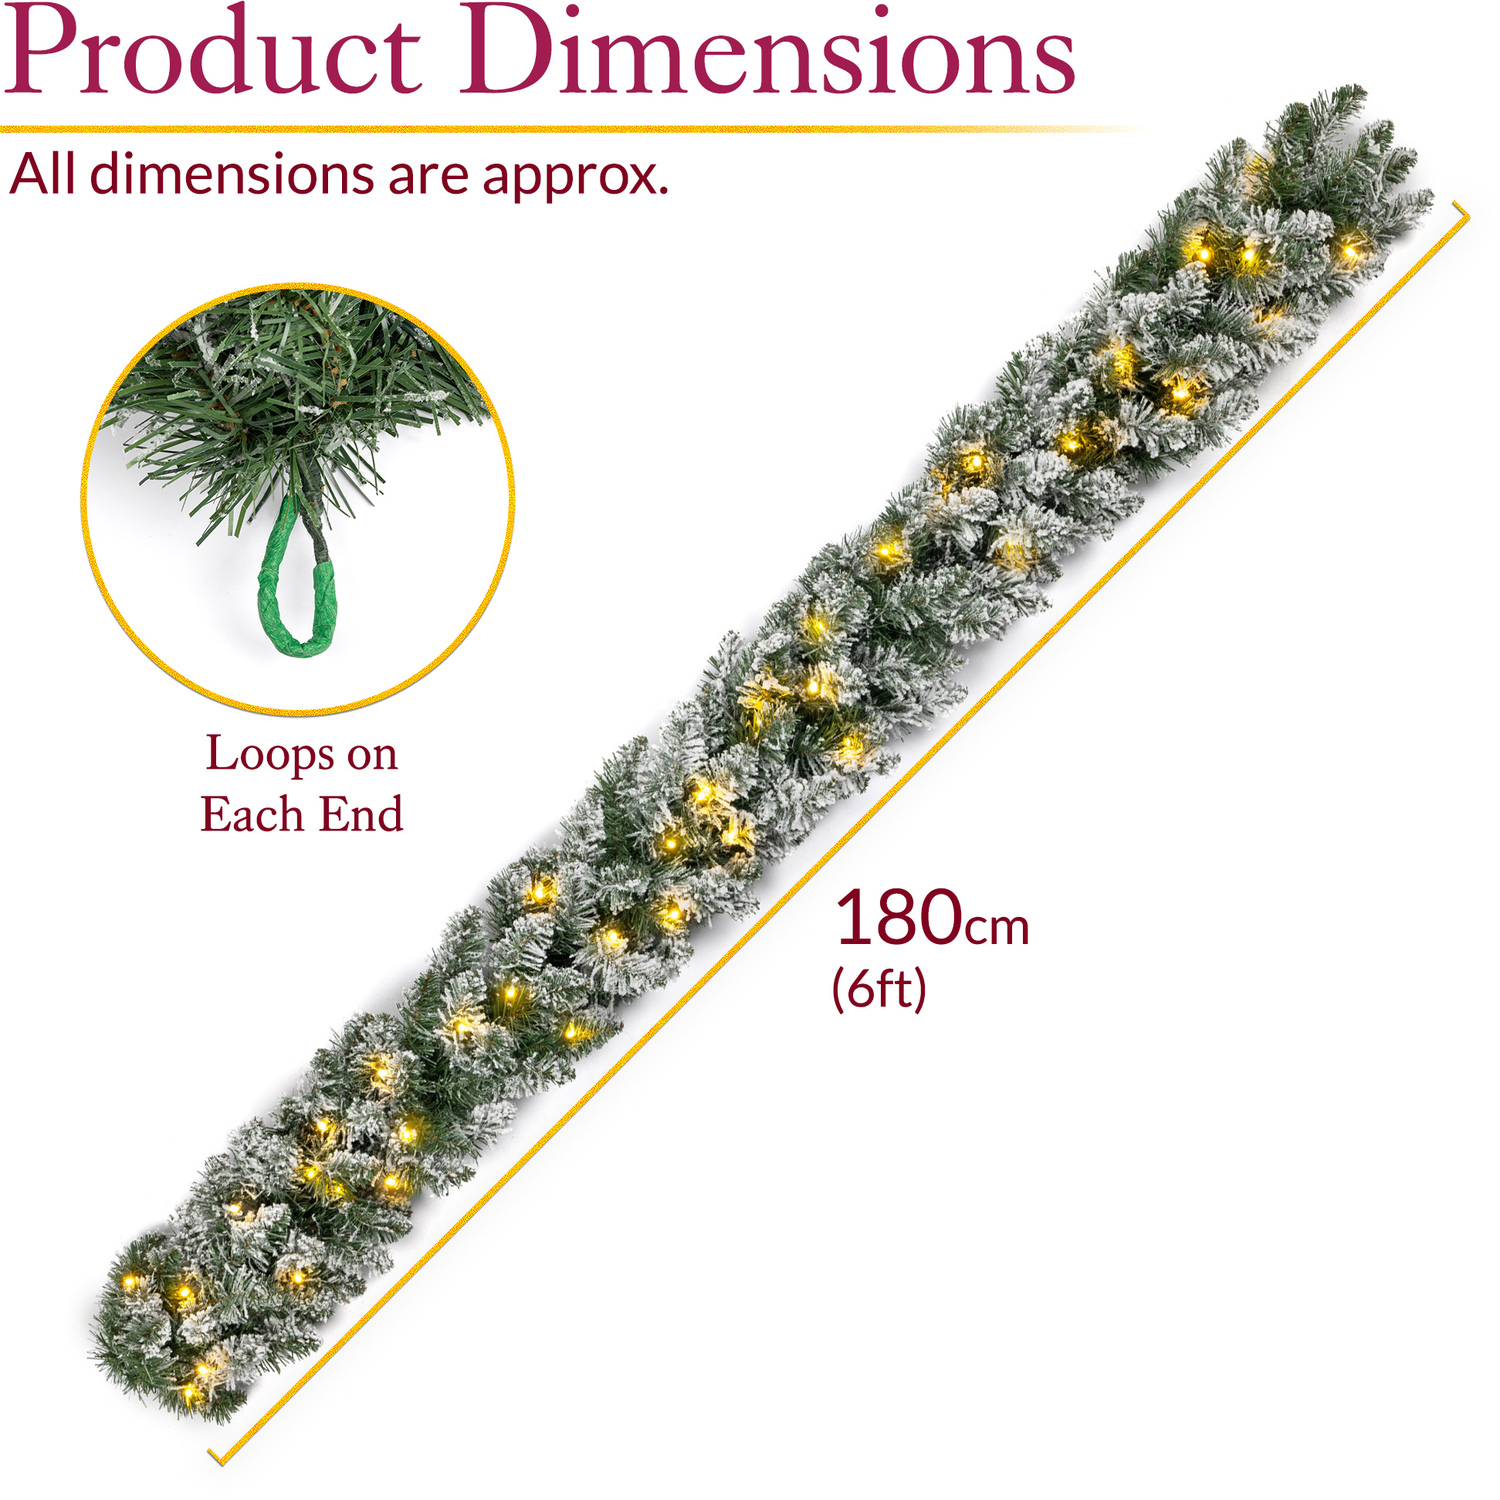 Product Dimensions
All dimensions are approx.
Loops on
Each End
180cm
(6ft)